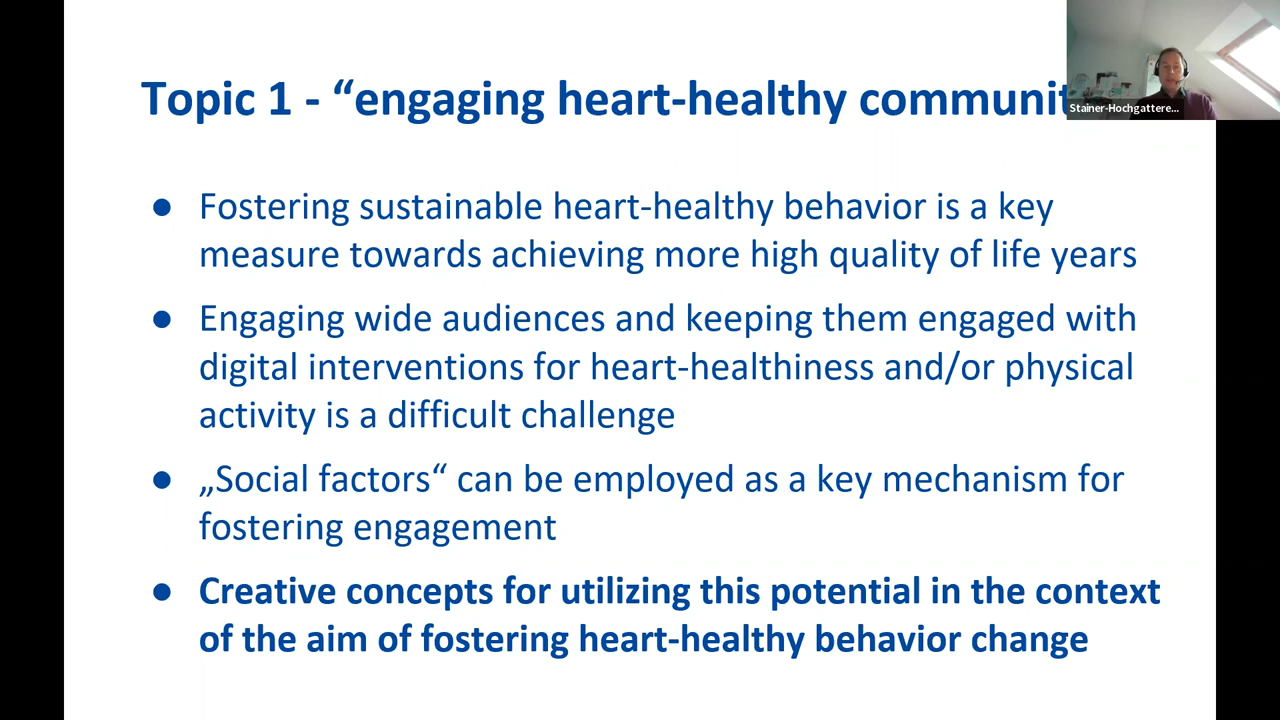 Topic 1 - “engaging heart-healthy communit
Stainer-Hochgattere...
● Fostering sustainable heart-healthy behavior is a key
measure towards achieving more high quality of life years
● Engaging wide audiences and keeping them engaged with
digital interventions for heart-healthiness and/or physical
activity is a difficult challenge
● „Social factors“ can be employed as a key mechanism for
fostering engagement
● Creative concepts for utilizing this potential in the context
of the aim of fostering heart-healthy behavior change